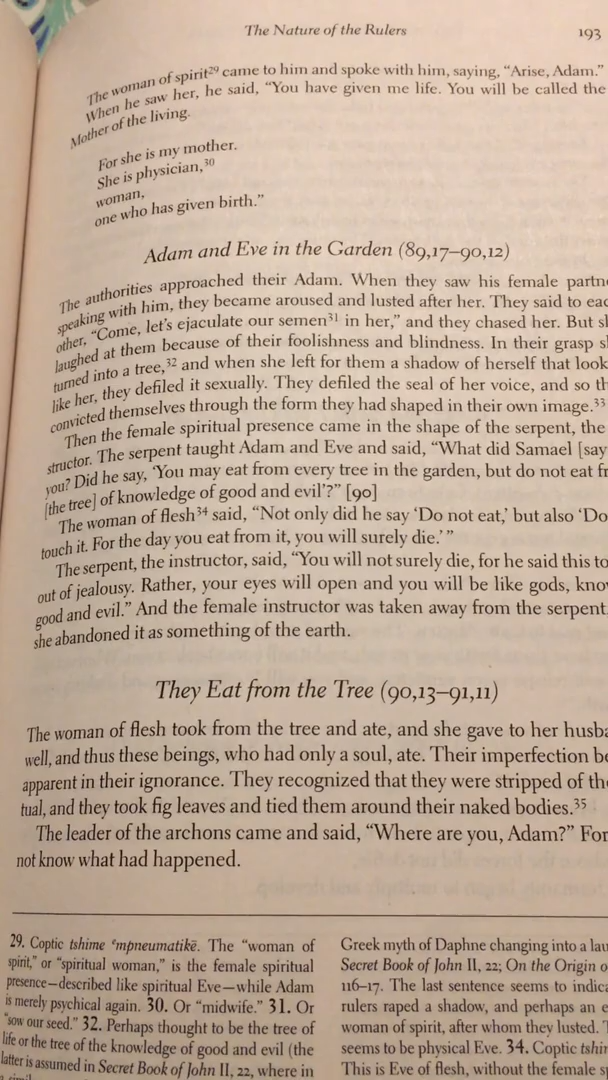 The Nature of the Rulers 193
The woman of spirit²⁹ came to him and spoke with him, saying, “Arise, Adam.”
When he saw her, he said, “You have given me life. You will be called the
Mother of the living.
For she is my mother.
She is physician,³⁰
woman,
one who has given birth.”
Adam and Eve in the Garden (89,17–90,12)
The authorities approached their Adam. When they saw his female partn
speaking with him, they became aroused and lusted after her. They said to eac
other, “Come, let’s ejaculate our semen³¹ in her,” and they chased her. But s
laughed at them because of their foolishness and blindness. In their grasp s
turned into a tree,³² and when she left for them a shadow of herself that look
like her, they defiled it sexually. They defiled the seal of her voice, and so th
convicted themselves through the form they had shaped in their own image.³³
Then the female spiritual presence came in the shape of the serpent, the
structor. The serpent taught Adam and Eve and said, “What did Samael [say
you? Did he say, ‘You may eat from every tree in the garden, but do not eat fr
[the tree] of knowledge of good and evil’?” [90]
The woman of flesh³⁴ said, “Not only did he say ‘Do not eat,’ but also ‘Do
touch it. For the day you eat from it, you will surely die.’”
The serpent, the instructor, said, “You will not surely die, for he said this to
out of jealousy. Rather, your eyes will open and you will be like gods, kno
good and evil.” And the female instructor was taken away from the serpent,
she abandoned it as something of the earth.
They Eat from the Tree (90,13–91,11)
The woman of flesh took from the tree and ate, and she gave to her husba
well, and thus these beings, who had only a soul, ate. Their imperfection be
apparent in their ignorance. They recognized that they were stripped of the
tual, and they took fig leaves and tied them around their naked bodies.³⁵
The leader of the archons came and said, “Where are you, Adam?” For
not know what had happened.
29. Coptic tshime ᵉmpneumatikē. The “woman of
spirit,” or “spiritual woman,” is the female spiritual
presence—described like spiritual Eve—while Adam
is merely psychical again. 30. Or “midwife.” 31. Or
“sow our seed.” 32. Perhaps thought to be the tree of
life or the tree of the knowledge of good and evil (the
latter is assumed in Secret Book of John II, 22, where in
Greek myth of Daphne changing into a lau
Secret Book of John II, 22; On the Origin o
116–17. The last sentence seems to indica
rulers raped a shadow, and perhaps an e
woman of spirit, after whom they lusted. T
seems to be physical Eve. 34. Coptic tshir
This is Eve of flesh, without the female s